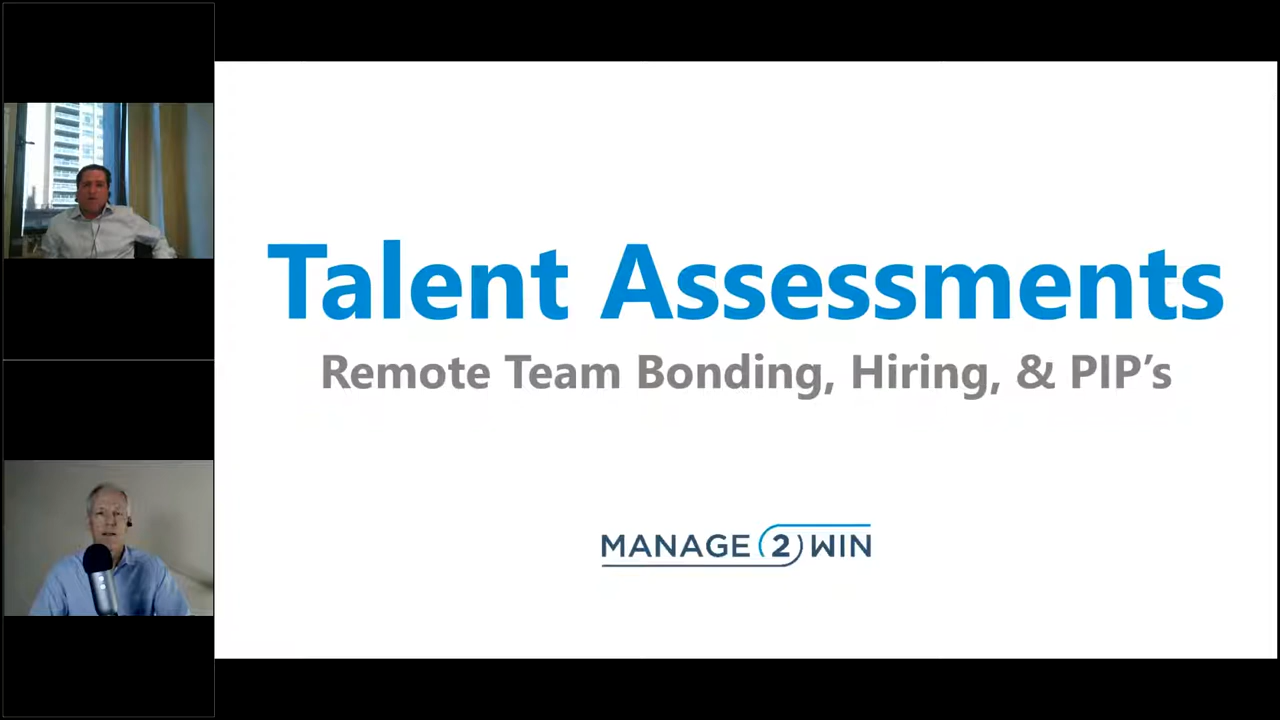 Talent Assessments
Remote Team Bonding, Hiring, & PIP's
MANAGE 2 WIN